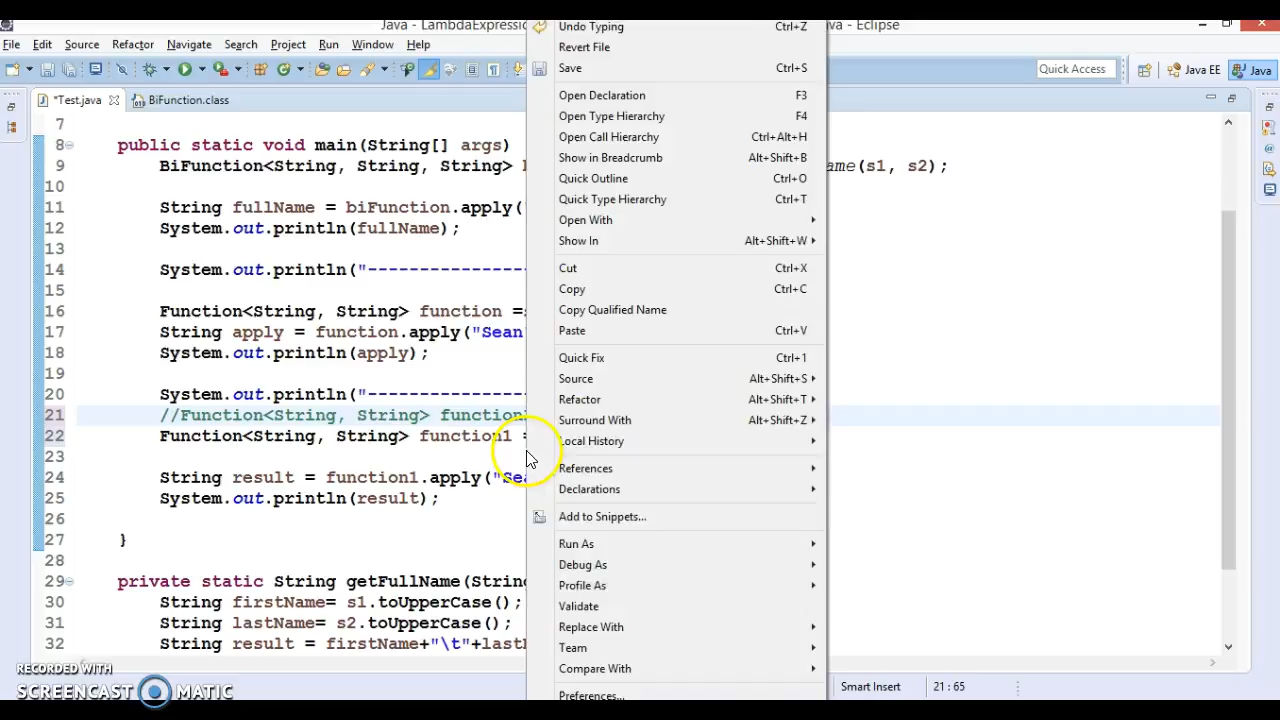 Java - LambdaExpressio
va - Eclipse
File Edit Source Refactor Navigate Search Project Run Window Help
Quick Access
Java EE
Java
*Test.java
BiFunction.class
7
8 public static void main(String[] args)
9 BiFunction<String, String, String>
ame(s1, s2);
10
11 String fullName = biFunction.apply("
12 System.out.println(fullName);
13
14 System.out.println("---------------
15
16 Function<String, String> function =
17 String apply = function.apply("Sean
18 System.out.println(apply);
19
20 System.out.println("---------------
21 //Function<String, String> function
22 Function<String, String> function1 =
23
24 String result = function1.apply("Sea
25 System.out.println(result);
26
27 }
28
29 private static String getFullName(Strin
30 String firstName= s1.toUpperCase();
31 String lastName= s2.toUpperCase();
32 String result = firstName+"\t"+last
Undo Typing Ctrl+Z
Revert File
Save Ctrl+S
Open Declaration F3
Open Type Hierarchy F4
Open Call Hierarchy Ctrl+Alt+H
Show in Breadcrumb Alt+Shift+B
Quick Outline Ctrl+O
Quick Type Hierarchy Ctrl+T
Open With
Show In Alt+Shift+W
Cut Ctrl+X
Copy Ctrl+C
Copy Qualified Name
Paste Ctrl+V
Quick Fix Ctrl+1
Source Alt+Shift+S
Refactor Alt+Shift+T
Surround With Alt+Shift+Z
Local History
References
Declarations
Add to Snippets...
Run As
Debug As
Profile As
Validate
Replace With
Team
Compare With
Preferences...
Smart Insert
21 : 65
RECORDED WITH
SCREENCAST MATIC